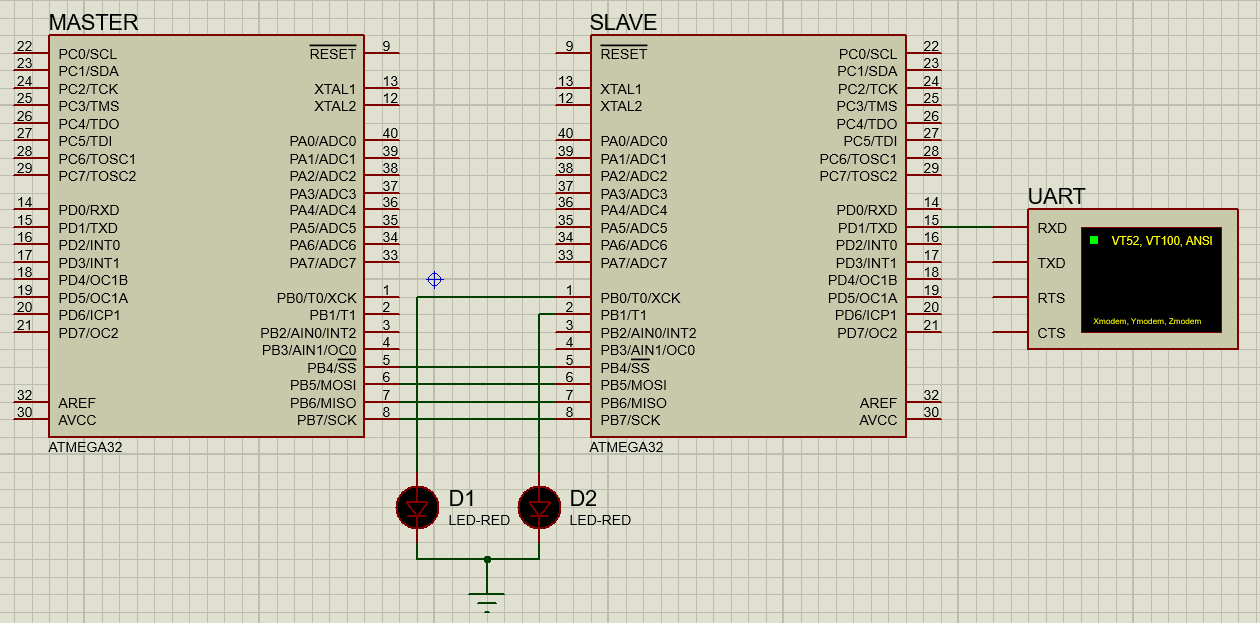 MASTER
22 PC0/SCL RESET 9
23 PC1/SDA
24 PC2/TCK XTAL1 13
25 PC3/TMS XTAL2 12
26 PC4/TDO
27 PC5/TDI PA0/ADC0 40
28 PC6/TOSC1 PA1/ADC1 39
29 PC7/TOSC2 PA2/ADC2 38
PA3/ADC3 37
14 PD0/RXD PA4/ADC4 36
15 PD1/TXD PA5/ADC5 35
16 PD2/INT0 PA6/ADC6 34
17 PD3/INT1 PA7/ADC7 33
18 PD4/OC1B
19 PD5/OC1A PB0/T0/XCK 1
20 PD6/ICP1 PB1/T1 2
21 PD7/OC2 PB2/AIN0/INT2 3
PB3/AIN1/OC0 4
PB4/SS 5
PB5/MOSI 6
32 AREF PB6/MISO 7
30 AVCC PB7/SCK 8
ATMEGA32
SLAVE
9 RESET PC0/SCL 22
PC1/SDA 23
13 XTAL1 PC2/TCK 24
12 XTAL2 PC3/TMS 25
PC4/TDO 26
40 PA0/ADC0 PC5/TDI 27
39 PA1/ADC1 PC6/TOSC1 28
38 PA2/ADC2 PC7/TOSC2 29
37 PA3/ADC3
36 PA4/ADC4 PD0/RXD 14
35 PA5/ADC5 PD1/TXD 15
34 PA6/ADC6 PD2/INT0 16
33 PA7/ADC7 PD3/INT1 17
PD4/OC1B 18
1 PB0/T0/XCK PD5/OC1A 19
2 PB1/T1 PD6/ICP1 20
3 PB2/AIN0/INT2 PD7/OC2 21
4 PB3/AIN1/OC0
5 PB4/SS
6 PB5/MOSI
7 PB6/MISO AREF 32
8 PB7/SCK AVCC 30
ATMEGA32
UART
RXD
TXD
RTS
CTS
VT52, VT100, ANSI
Xmodem, Ymodem, Zmodem
D1
LED-RED
D2
LED-RED